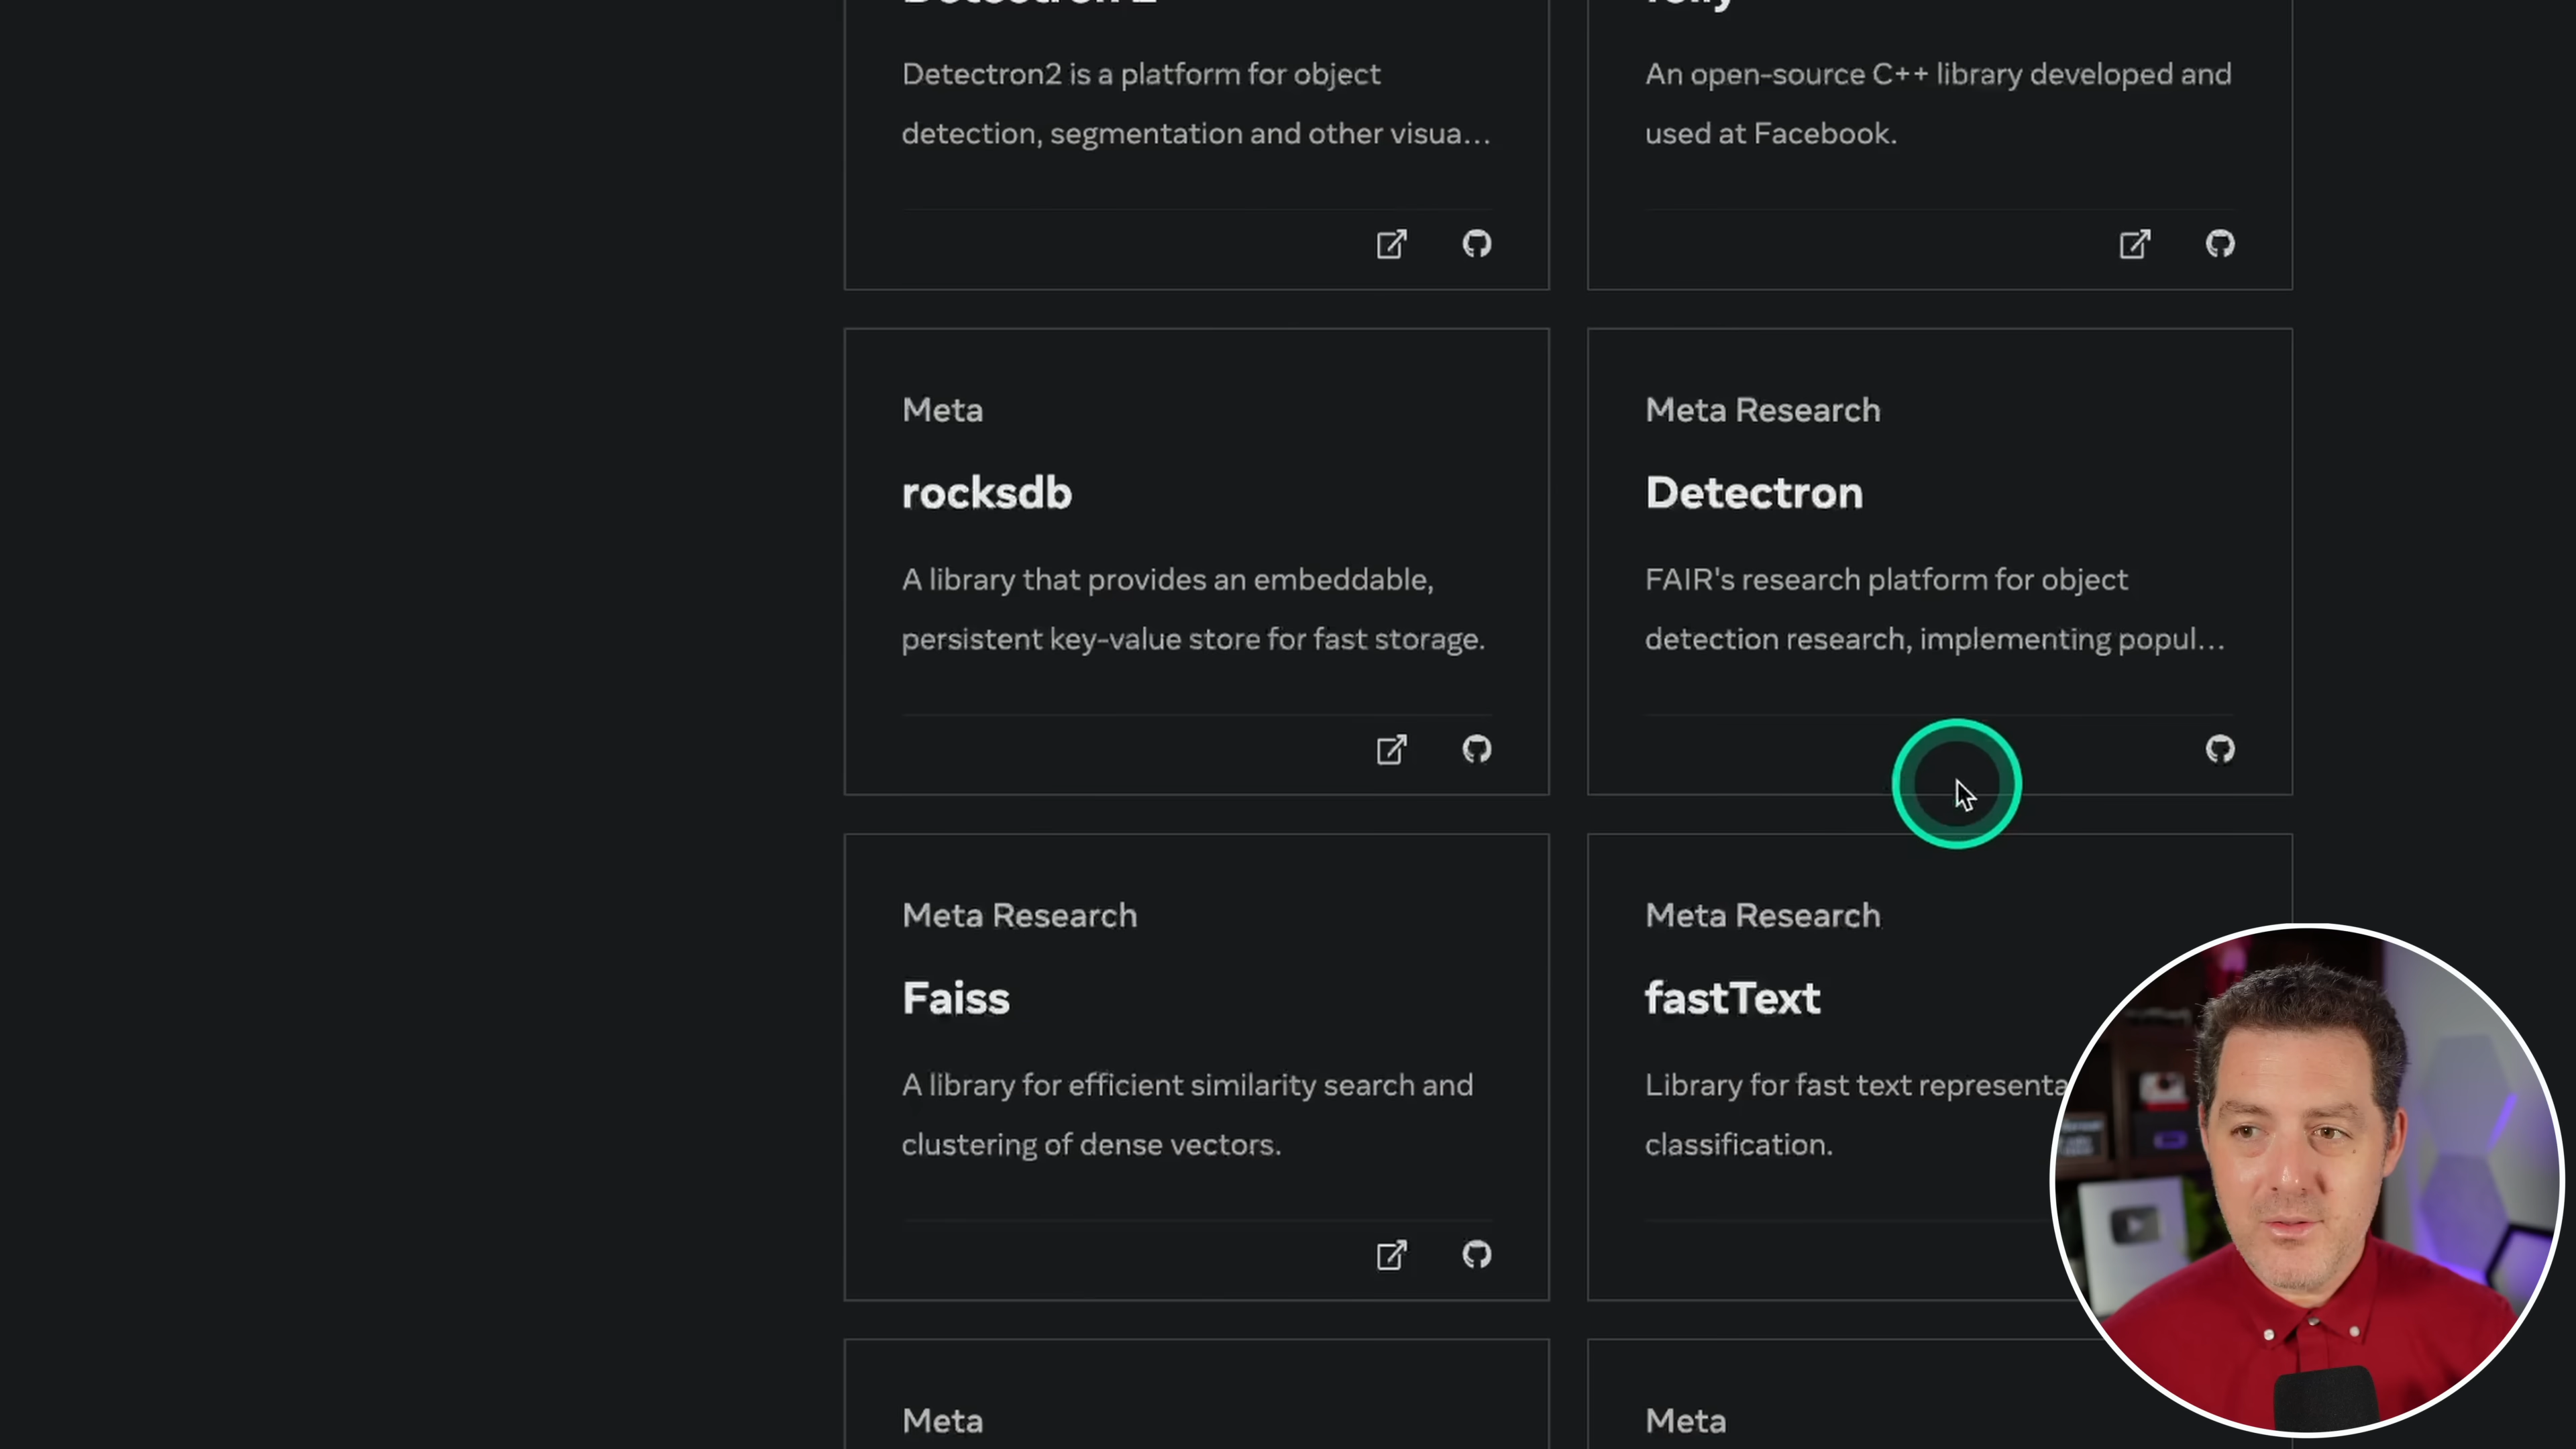 Detectron2 is a platform for object
detection, segmentation and other visua...
folly
An open-source C++ library developed and
used at Facebook.
Meta
rocksdb
A library that provides an embeddable,
persistent key-value store for fast storage.
Meta Research
Detectron
FAIR's research platform for object
detection research, implementing popul...
Meta Research
Faiss
A library for efficient similarity search and
clustering of dense vectors.
Meta Research
fastText
Library for fast text representa
classification.
Meta
Meta